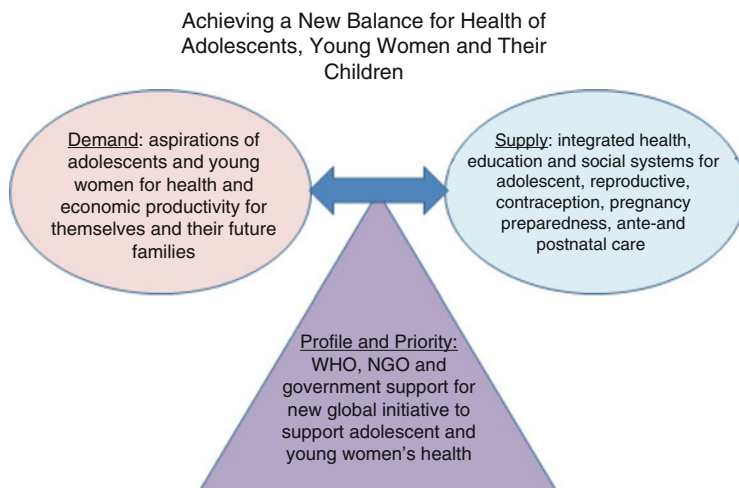 Achieving a New Balance for Health of
Adolescents, Young Women and Their
Children
Demand: aspirations of
adolescents and young
women for health and
economic productivity for
themselves and their future
families
Supply: integrated health,
education and social systems for
adolescent, reproductive,
contraception, pregnancy
preparedness, ante-and
postnatal care
Profile and Priority:
WHO, NGO and
government support for
new global initiative to
support adolescent and
young women's health